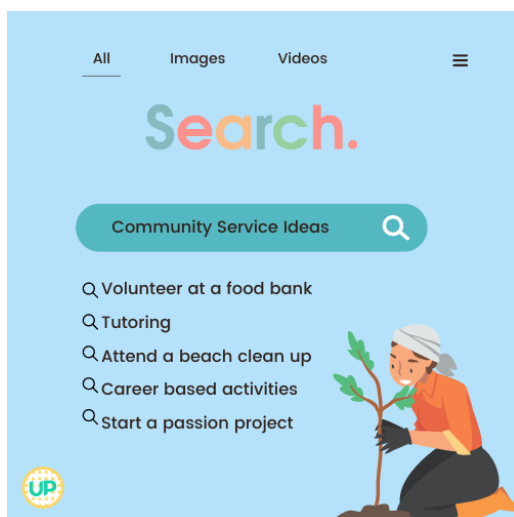 All Images Videos
Search.
Community Service Ideas
Volunteer at a food bank
Tutoring
Attend a beach clean up
Career based activities
Start a passion project
UP